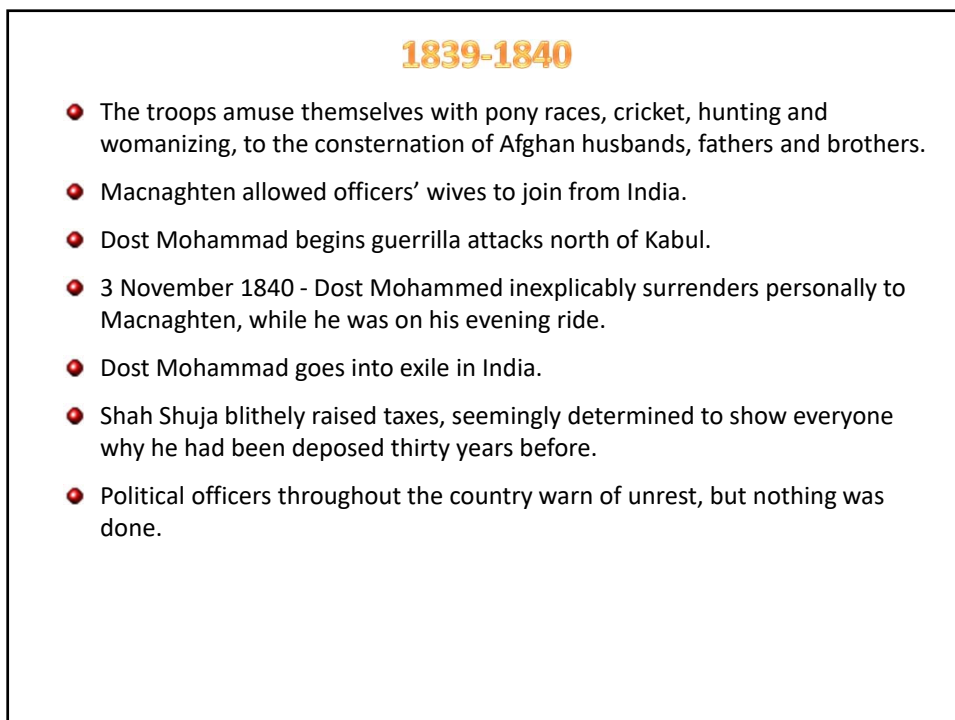 1839-1840
The troops amuse themselves with pony races, cricket, hunting and
womanizing, to the consternation of Afghan husbands, fathers and brothers.
Macnaghten allowed officers’ wives to join from India.
Dost Mohammad begins guerrilla attacks north of Kabul.
3 November 1840 - Dost Mohammed inexplicably surrenders personally to
Macnaghten, while he was on his evening ride.
Dost Mohammad goes into exile in India.
Shah Shuja blithely raised taxes, seemingly determined to show everyone
why he had been deposed thirty years before.
Political officers throughout the country warn of unrest, but nothing was
done.